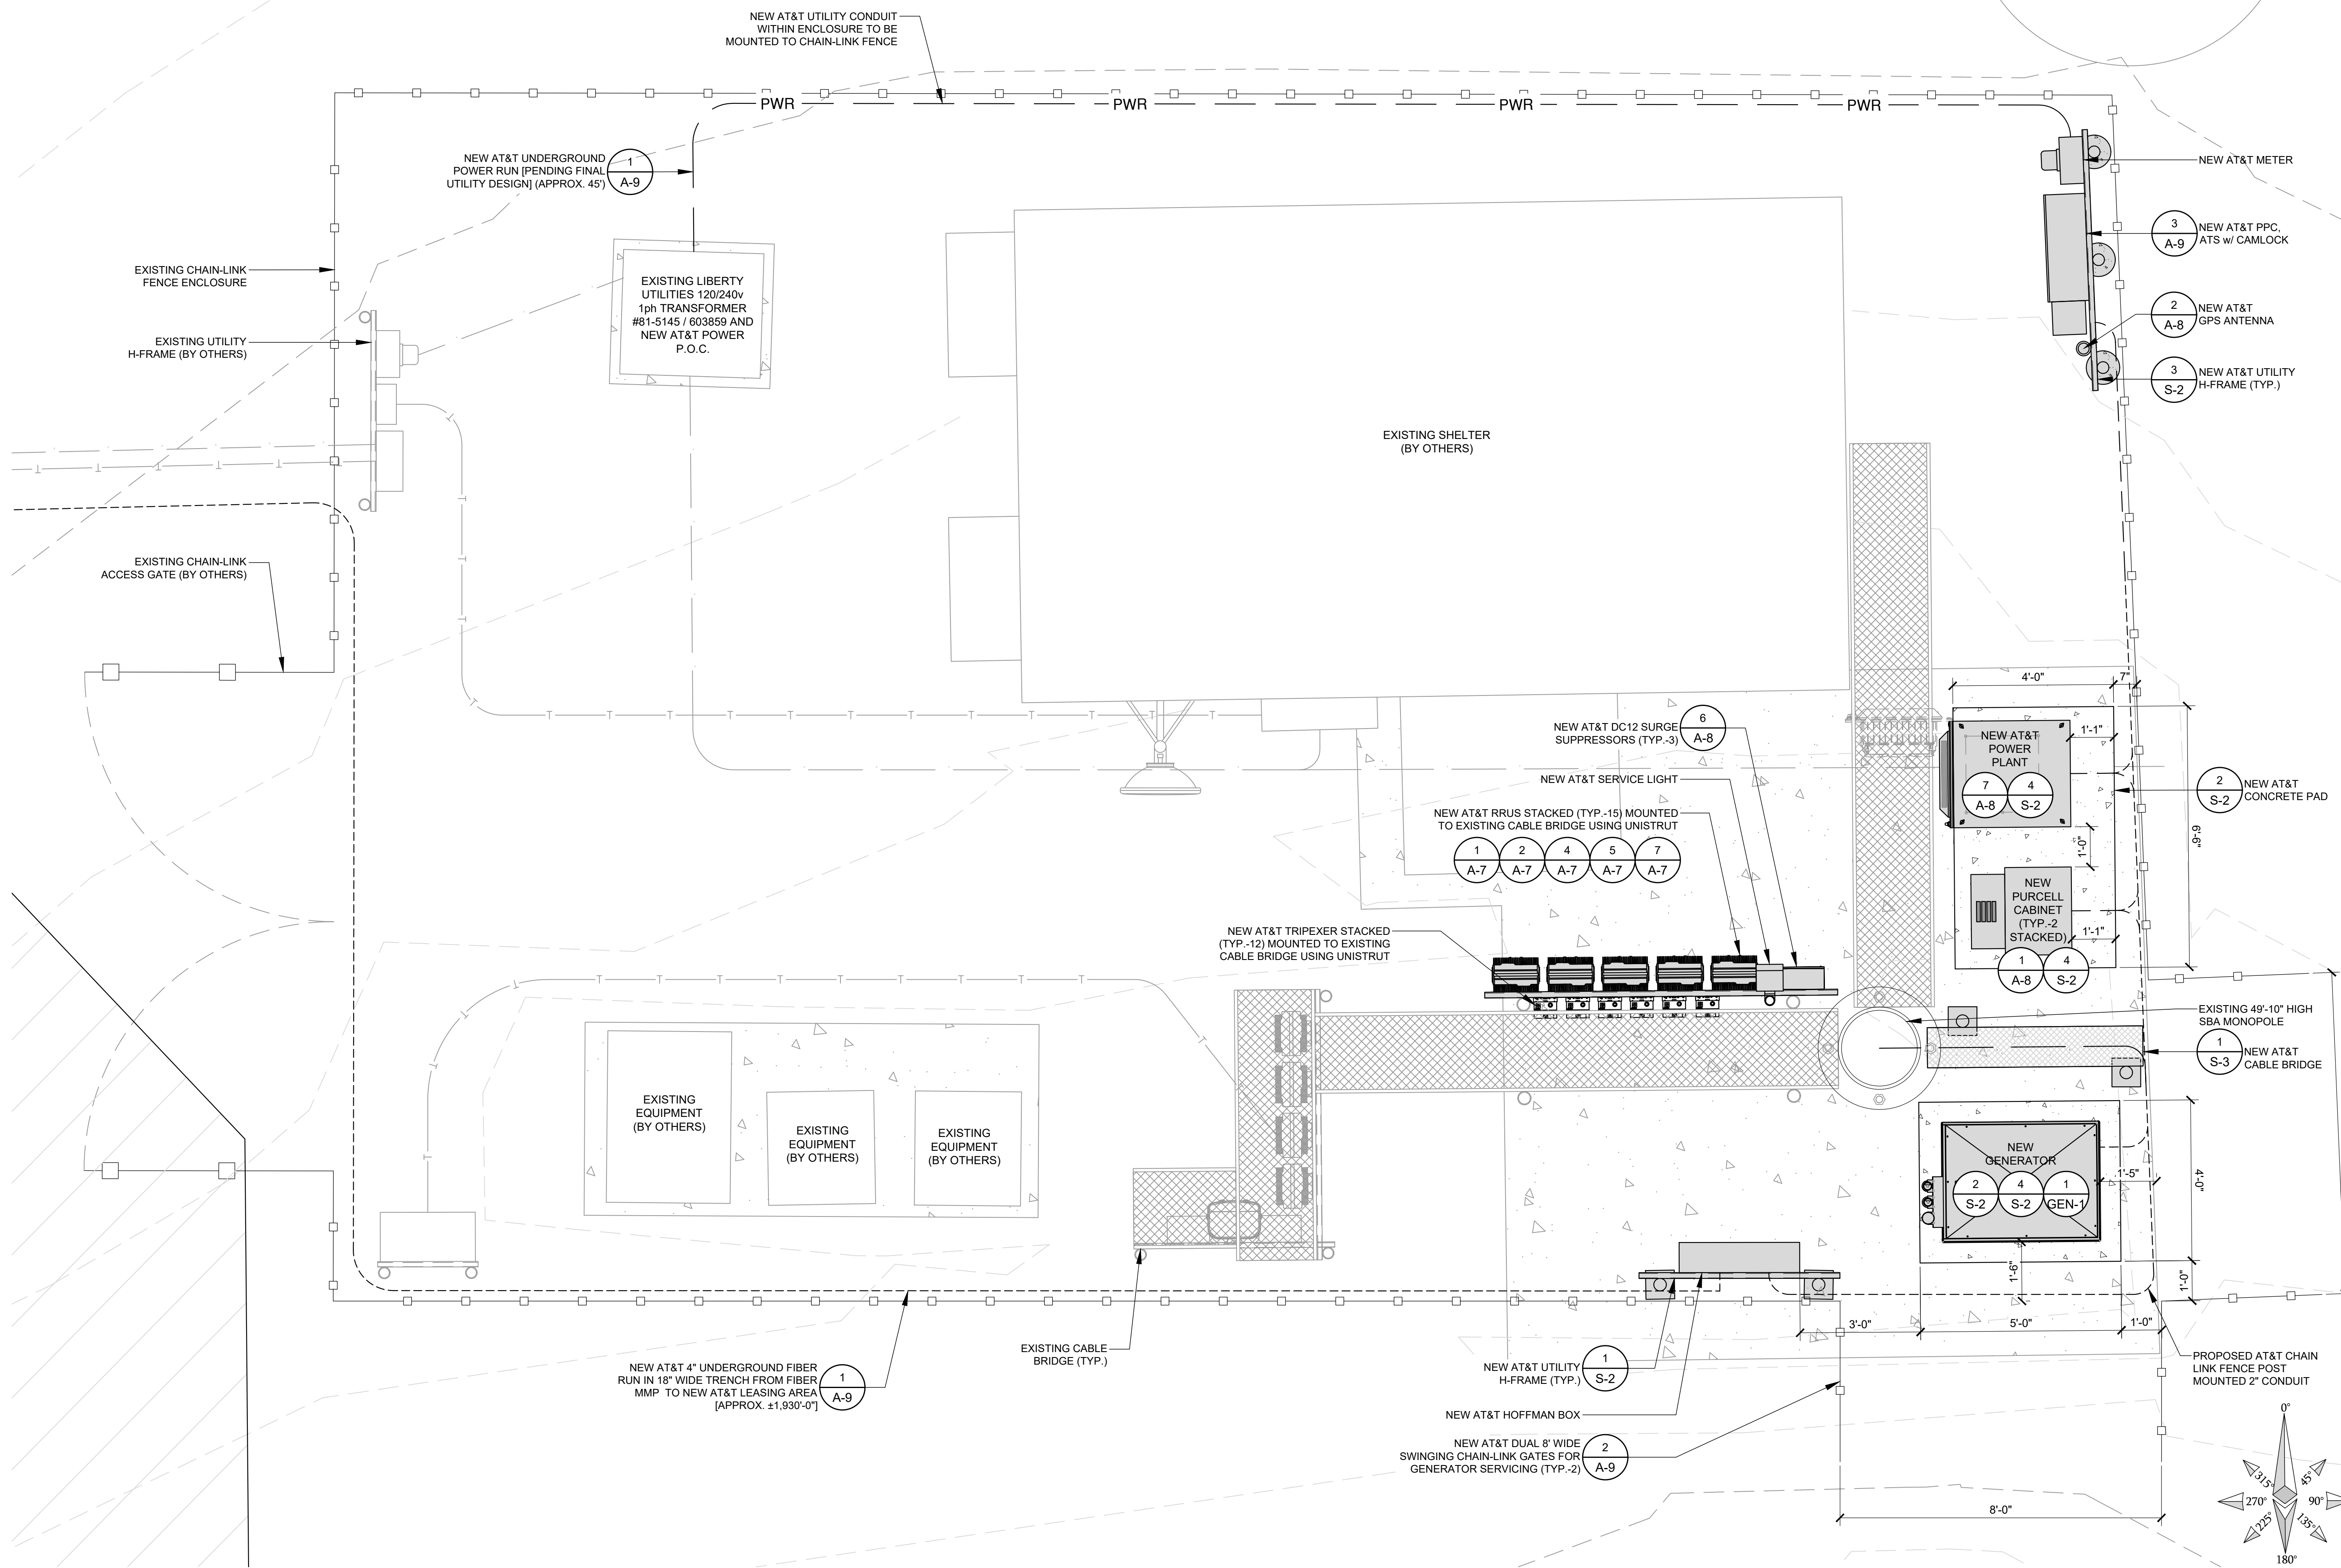 NEW AT&T UTILITY CONDUIT
WITHIN ENCLOSURE TO BE
MOUNTED TO CHAIN-LINK FENCE
PWR
PWR
PWR
PWR
NEW AT&T UNDERGROUND
POWER RUN [PENDING FINAL
UTILITY DESIGN] (APPROX. 45')
1
A-9
NEW AT&T METER
3
A-9
NEW AT&T PPC,
ATS w/ CAMLOCK
2
A-8
NEW AT&T
GPS ANTENNA
3
S-2
NEW AT&T UTILITY
H-FRAME (TYP.)
EXISTING CHAIN-LINK
FENCE ENCLOSURE
EXISTING LIBERTY
UTILITIES 120/240v
1ph TRANSFORMER
#81-5145 / 603859 AND
NEW AT&T POWER
P.O.C.
EXISTING UTILITY
H-FRAME (BY OTHERS)
EXISTING SHELTER
(BY OTHERS)
EXISTING CHAIN-LINK
ACCESS GATE (BY OTHERS)
4'-0"
7"
NEW AT&T DC12 SURGE
SUPPRESSORS (TYP.-3)
6
A-8
NEW AT&T
POWER
PLANT
1'-1"
7
A-8
4
S-2
2
S-2
NEW AT&T
CONCRETE PAD
NEW AT&T SERVICE LIGHT
NEW AT&T RRUS STACKED (TYP.-15) MOUNTED
TO EXISTING CABLE BRIDGE USING UNISTRUT
1
A-7
2
A-7
4
A-7
5
A-7
7
A-7
6'-6"
1'-0"
NEW
PURCELL
CABINET
(TYP.-2
STACKED)
1'-1"
1
A-8
4
S-2
NEW AT&T TRIPEXER STACKED
(TYP.-12) MOUNTED TO EXISTING
CABLE BRIDGE USING UNISTRUT
EXISTING 49'-10" HIGH
SBA MONOPOLE
1
S-3
NEW AT&T
CABLE BRIDGE
EXISTING
EQUIPMENT
(BY OTHERS)
EXISTING
EQUIPMENT
(BY OTHERS)
EXISTING
EQUIPMENT
(BY OTHERS)
NEW
GENERATOR
2
S-2
4
S-2
1
GEN-1
1'-5"
4'-0"
1'-6"
1'-0"
3'-0"
5'-0"
1'-0"
EXISTING CABLE
BRIDGE (TYP.)
NEW AT&T 4" UNDERGROUND FIBER
RUN IN 18" WIDE TRENCH FROM FIBER
MMP TO NEW AT&T LEASING AREA
[APPROX. ±1,930'-0"]
1
A-9
NEW AT&T UTILITY
H-FRAME (TYP.)
1
S-2
PROPOSED AT&T CHAIN
LINK FENCE POST
MOUNTED 2" CONDUIT
NEW AT&T HOFFMAN BOX
NEW AT&T DUAL 8' WIDE
SWINGING CHAIN-LINK GATES FOR
GENERATOR SERVICING (TYP.-2)
2
A-9
8'-0"
0°
315°
45°
270°
90°
225°
135°
180°